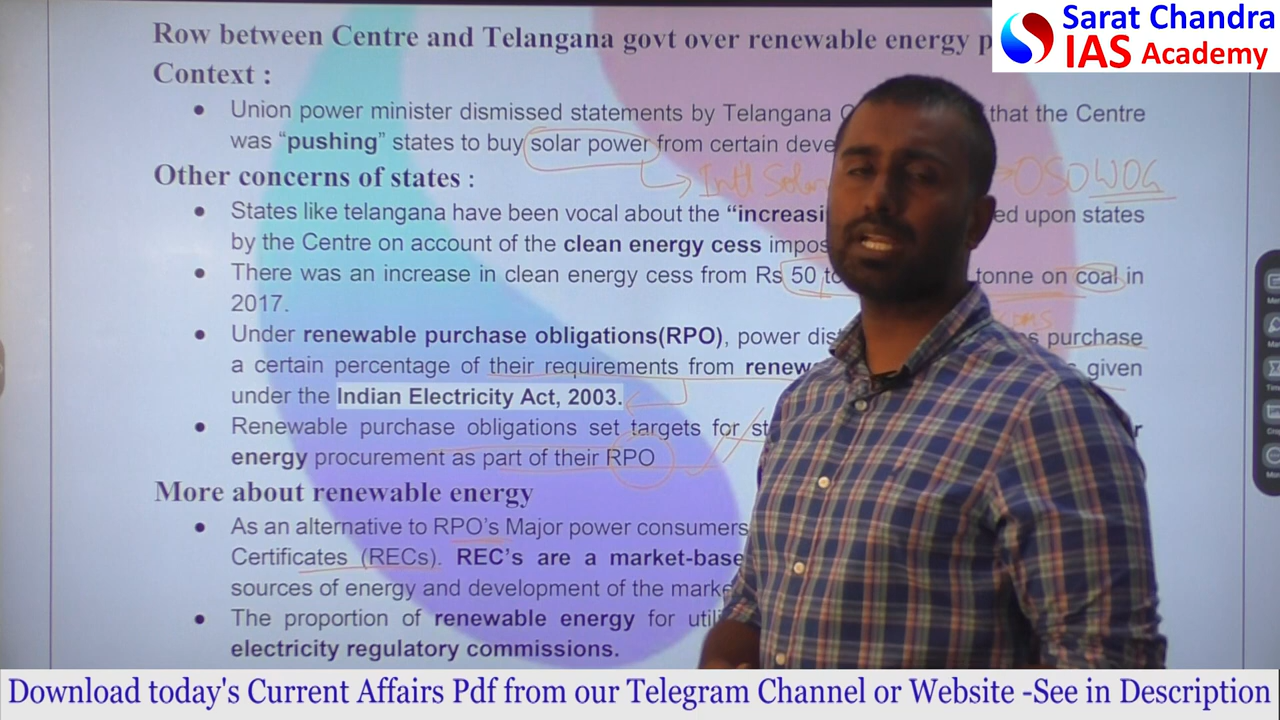 Row between Centre and Telangana govt over renewable energy p
Sarat Chandra
IAS Academy
Context :
• Union power minister dismissed statements by Telangana that the Centre
was “pushing” states to buy solar power from certain deve
Int'l Solar OSOWOG
Other concerns of states :
• States like telangana have been vocal about the “increasi ed upon states
by the Centre on account of the clean energy cess impos
• There was an increase in clean energy cess from Rs 50 to tonne on coal in
2017.
• Under renewable purchase obligations(RPO), power dis purchase
a certain percentage of their requirements from renew given
under the Indian Electricity Act, 2003.
• Renewable purchase obligations set targets for st r
energy procurement as part of their RPO
More about renewable energy
• As an alternative to RPO’s Major power consumers
Certificates (RECs). REC’s are a market-base
sources of energy and development of the marke
• The proportion of renewable energy for utili
electricity regulatory commissions.
Download today's Current Affairs Pdf from our Telegram Channel or Website -See in Description